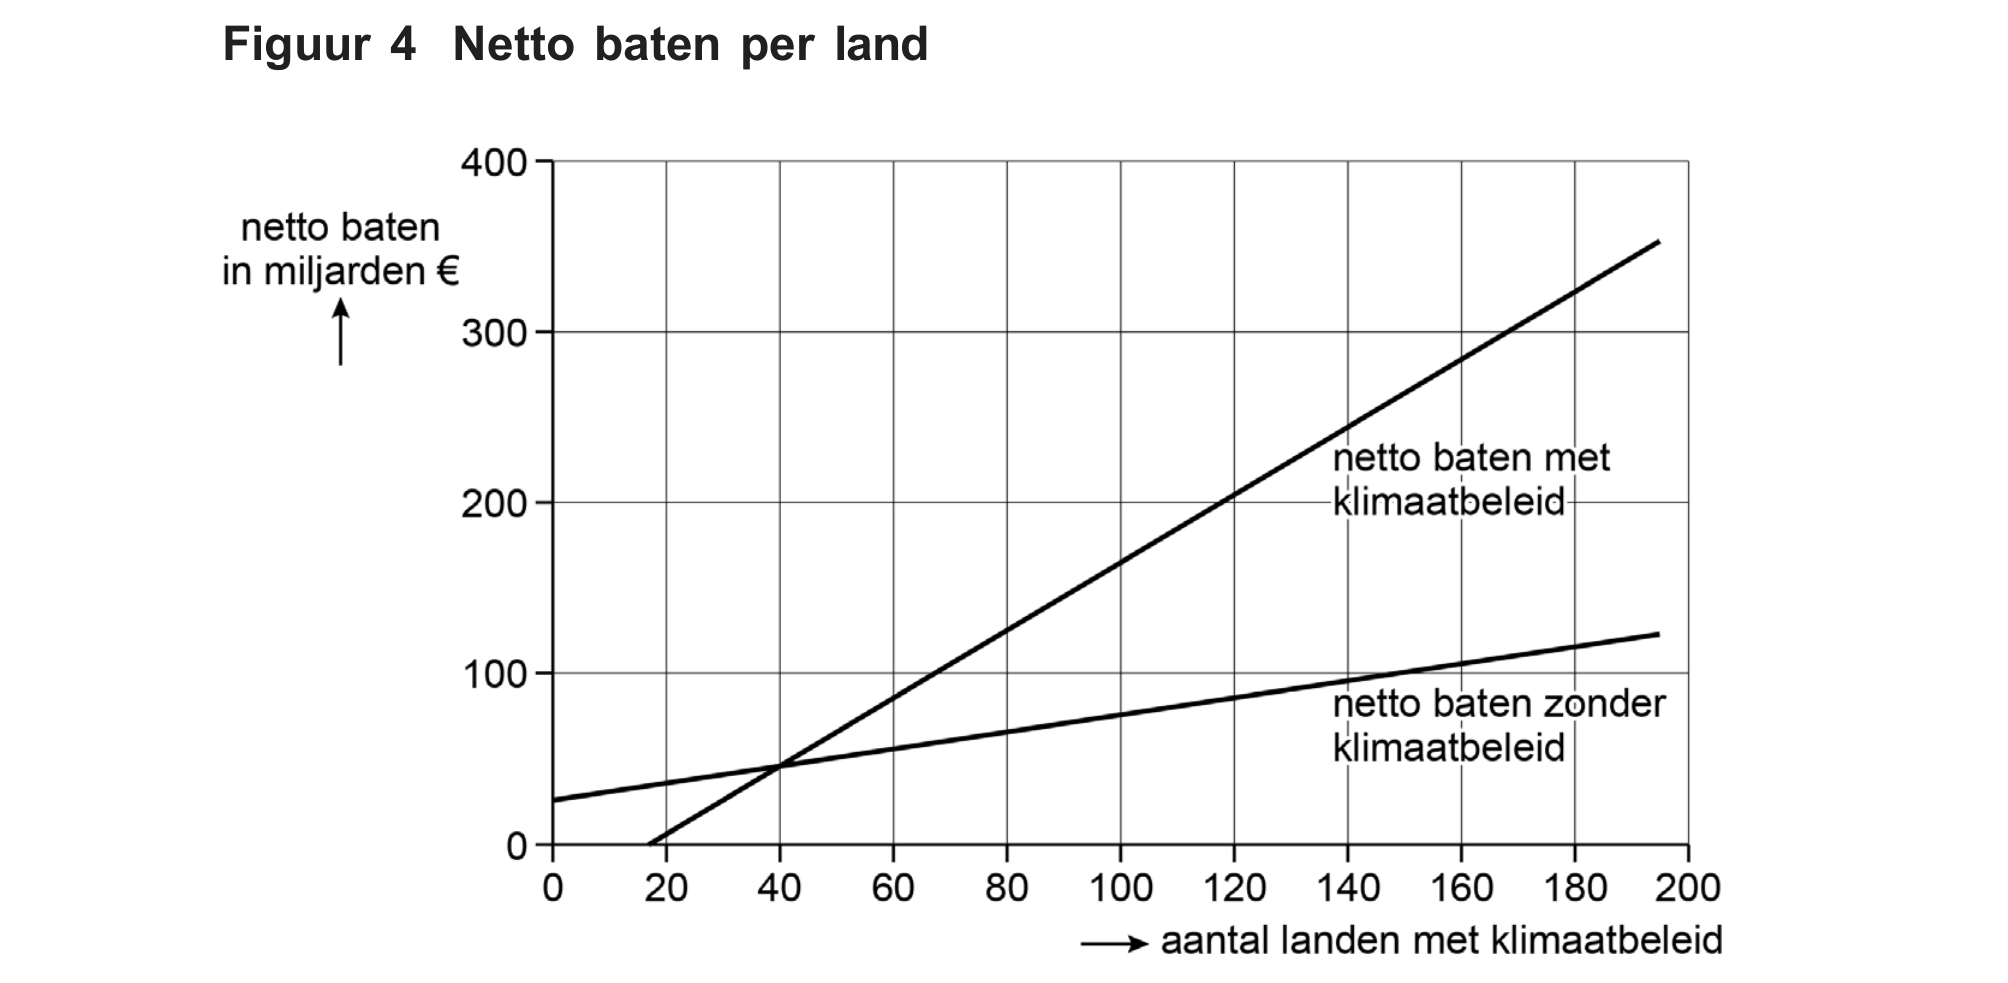 Figuur 4 Netto baten per land
netto baten
in miljarden €
400
300
200
100
0
netto baten met
klimaatbeleid
netto baten zonder
klimaatbeleid
0 20 40 60 80 100 120 140 160 180 200
aantal landen met klimaatbeleid